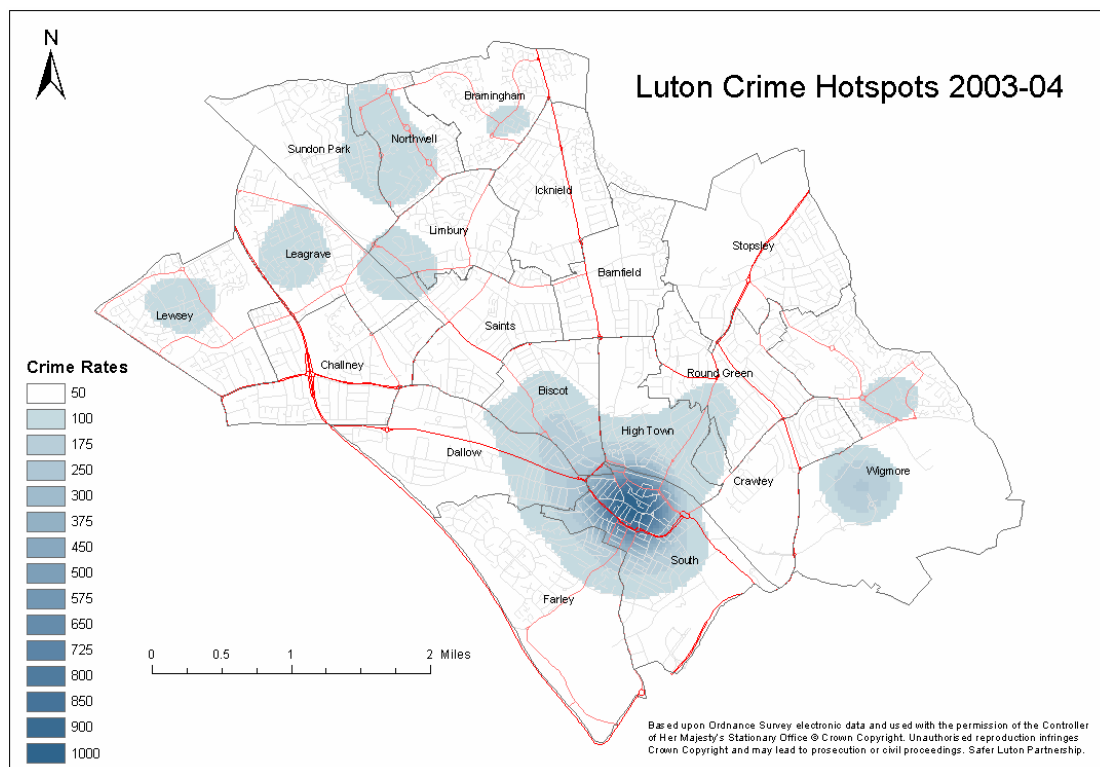 N
Luton Crime Hotspots 2003-04
Bramingham
Northwell
Sundon Park
Icknield
Limbury
Stopsley
Leagrave
Barnfield
Lewsey
Saints
Challney
Round Green
Biscot
High Town
Dallow
Wigmore
Crawley
South
Farley
Crime Rates
50
100
175
250
300
375
450
500
575
650
725
800
850
900
1000
0 0.5 1 2 Miles
Based upon Ordnance Survey electronic data and used with the permission of the Controller
of Her Majesty's Stationary Office © Crown Copyright. Unauthorised reproduction infringes
Crown Copyright and may lead to prosecution or civil proceedings. Safer Luton Partnership.